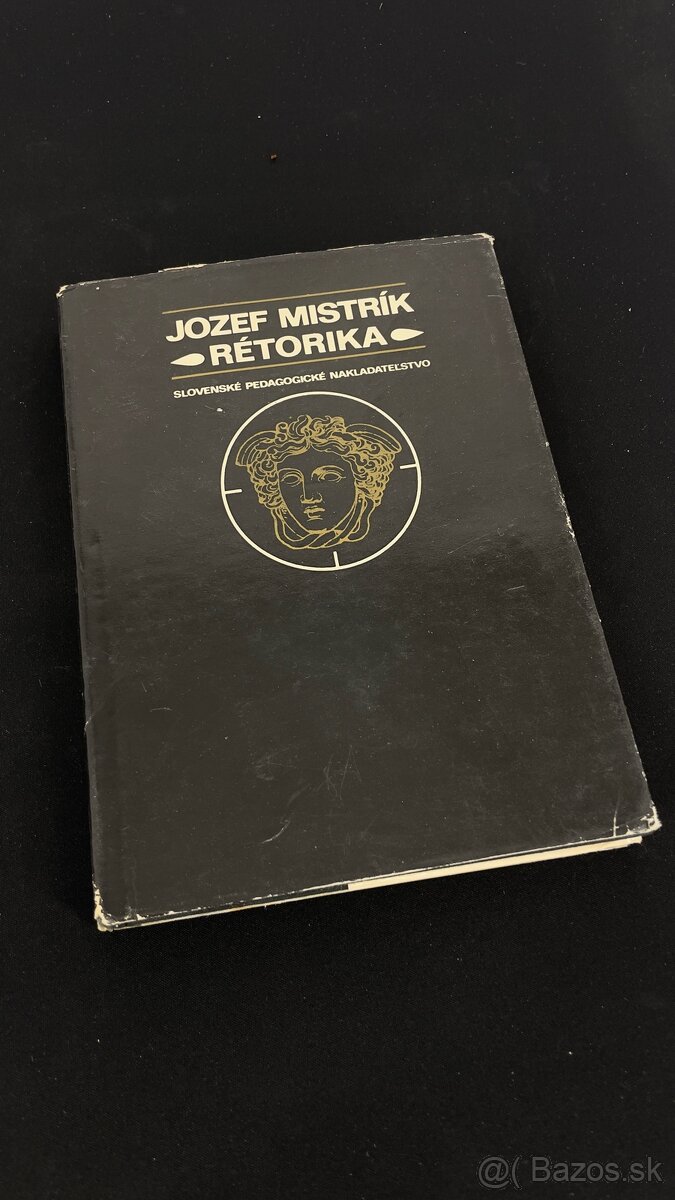 JOZEF MISTRÍK
RÉTORIKA
SLOVENSKÉ PEDAGOGICKÉ NAKLADATEĽSTVO
@( Bazos.sk